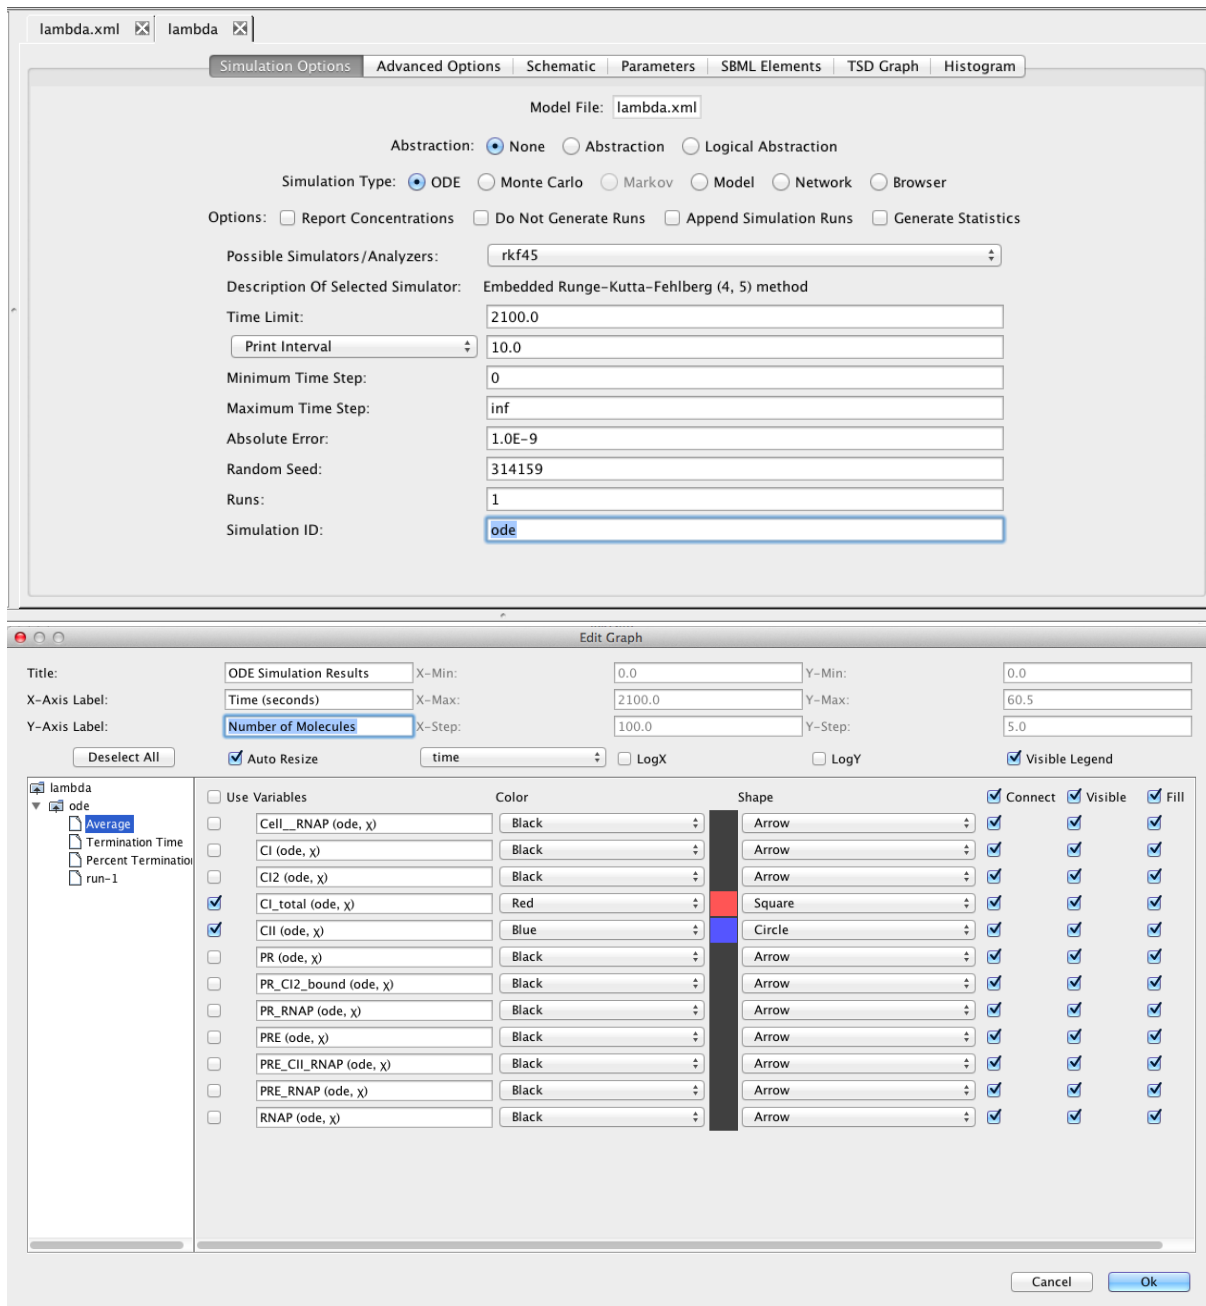 lambda.xml lambda
Simulation Options Advanced Options Schematic Parameters SBML Elements TSD Graph Histogram
Model File: lambda.xml
Abstraction: None Abstraction Logical Abstraction
Simulation Type: ODE Monte Carlo Markov Model Network Browser
Options: Report Concentrations Do Not Generate Runs Append Simulation Runs Generate Statistics
Possible Simulators/Analyzers: rkf45
Description Of Selected Simulator: Embedded Runge-Kutta-Fehlberg (4, 5) method
Time Limit: 2100.0
Print Interval 10.0
Minimum Time Step: 0
Maximum Time Step: inf
Absolute Error: 1.0E-9
Random Seed: 314159
Runs: 1
Simulation ID: ode
Edit Graph
Title: ODE Simulation Results X-Min: 0.0 Y-Min: 0.0
X-Axis Label: Time (seconds) X-Max: 2100.0 Y-Max: 60.5
Y-Axis Label: Number of Molecules X-Step: 100.0 Y-Step: 5.0
Deselect All Auto Resize time LogX LogY Visible Legend
lambda
ode
Average
Termination Time
Percent Termination
run-1
Use Variables Color Shape Connect Visible Fill
Cell__RNAP (ode, χ) Black Arrow
CI (ode, χ) Black Arrow
CI2 (ode, χ) Black Arrow
CI_total (ode, χ) Red Square
CII (ode, χ) Blue Circle
PR (ode, χ) Black Arrow
PR_CI2_bound (ode, χ) Black Arrow
PR_RNAP (ode, χ) Black Arrow
PRE (ode, χ) Black Arrow
PRE_CII_RNAP (ode, χ) Black Arrow
PRE_RNAP (ode, χ) Black Arrow
RNAP (ode, χ) Black Arrow
Cancel Ok